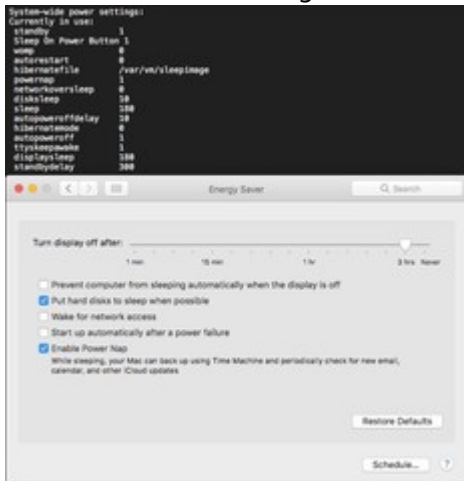 System-wide power settings:
Currently in use:
standby 1
Sleep On Power Button 1
womp 0
autorestart 0
hibernatefile /var/vm/sleepimage
powernap 1
networkoversleep 0
disksleep 10
sleep 180
autopoweroffdelay 10
hibernatemode 0
autopoweroff 1
ttyskeepawake 1
displaysleep 180
standbydelay 300
Energy Saver
Search
Turn display off after:
1 min 15 min 1 hr 3 hrs Never
Prevent computer from sleeping automatically when the display is off
Put hard disks to sleep when possible
Wake for network access
Start up automatically after a power failure
Enable Power Nap
While sleeping, your Mac can back up using Time Machine and periodically check for new email,
calendar, and other iCloud updates
Restore Defaults
Schedule... ?